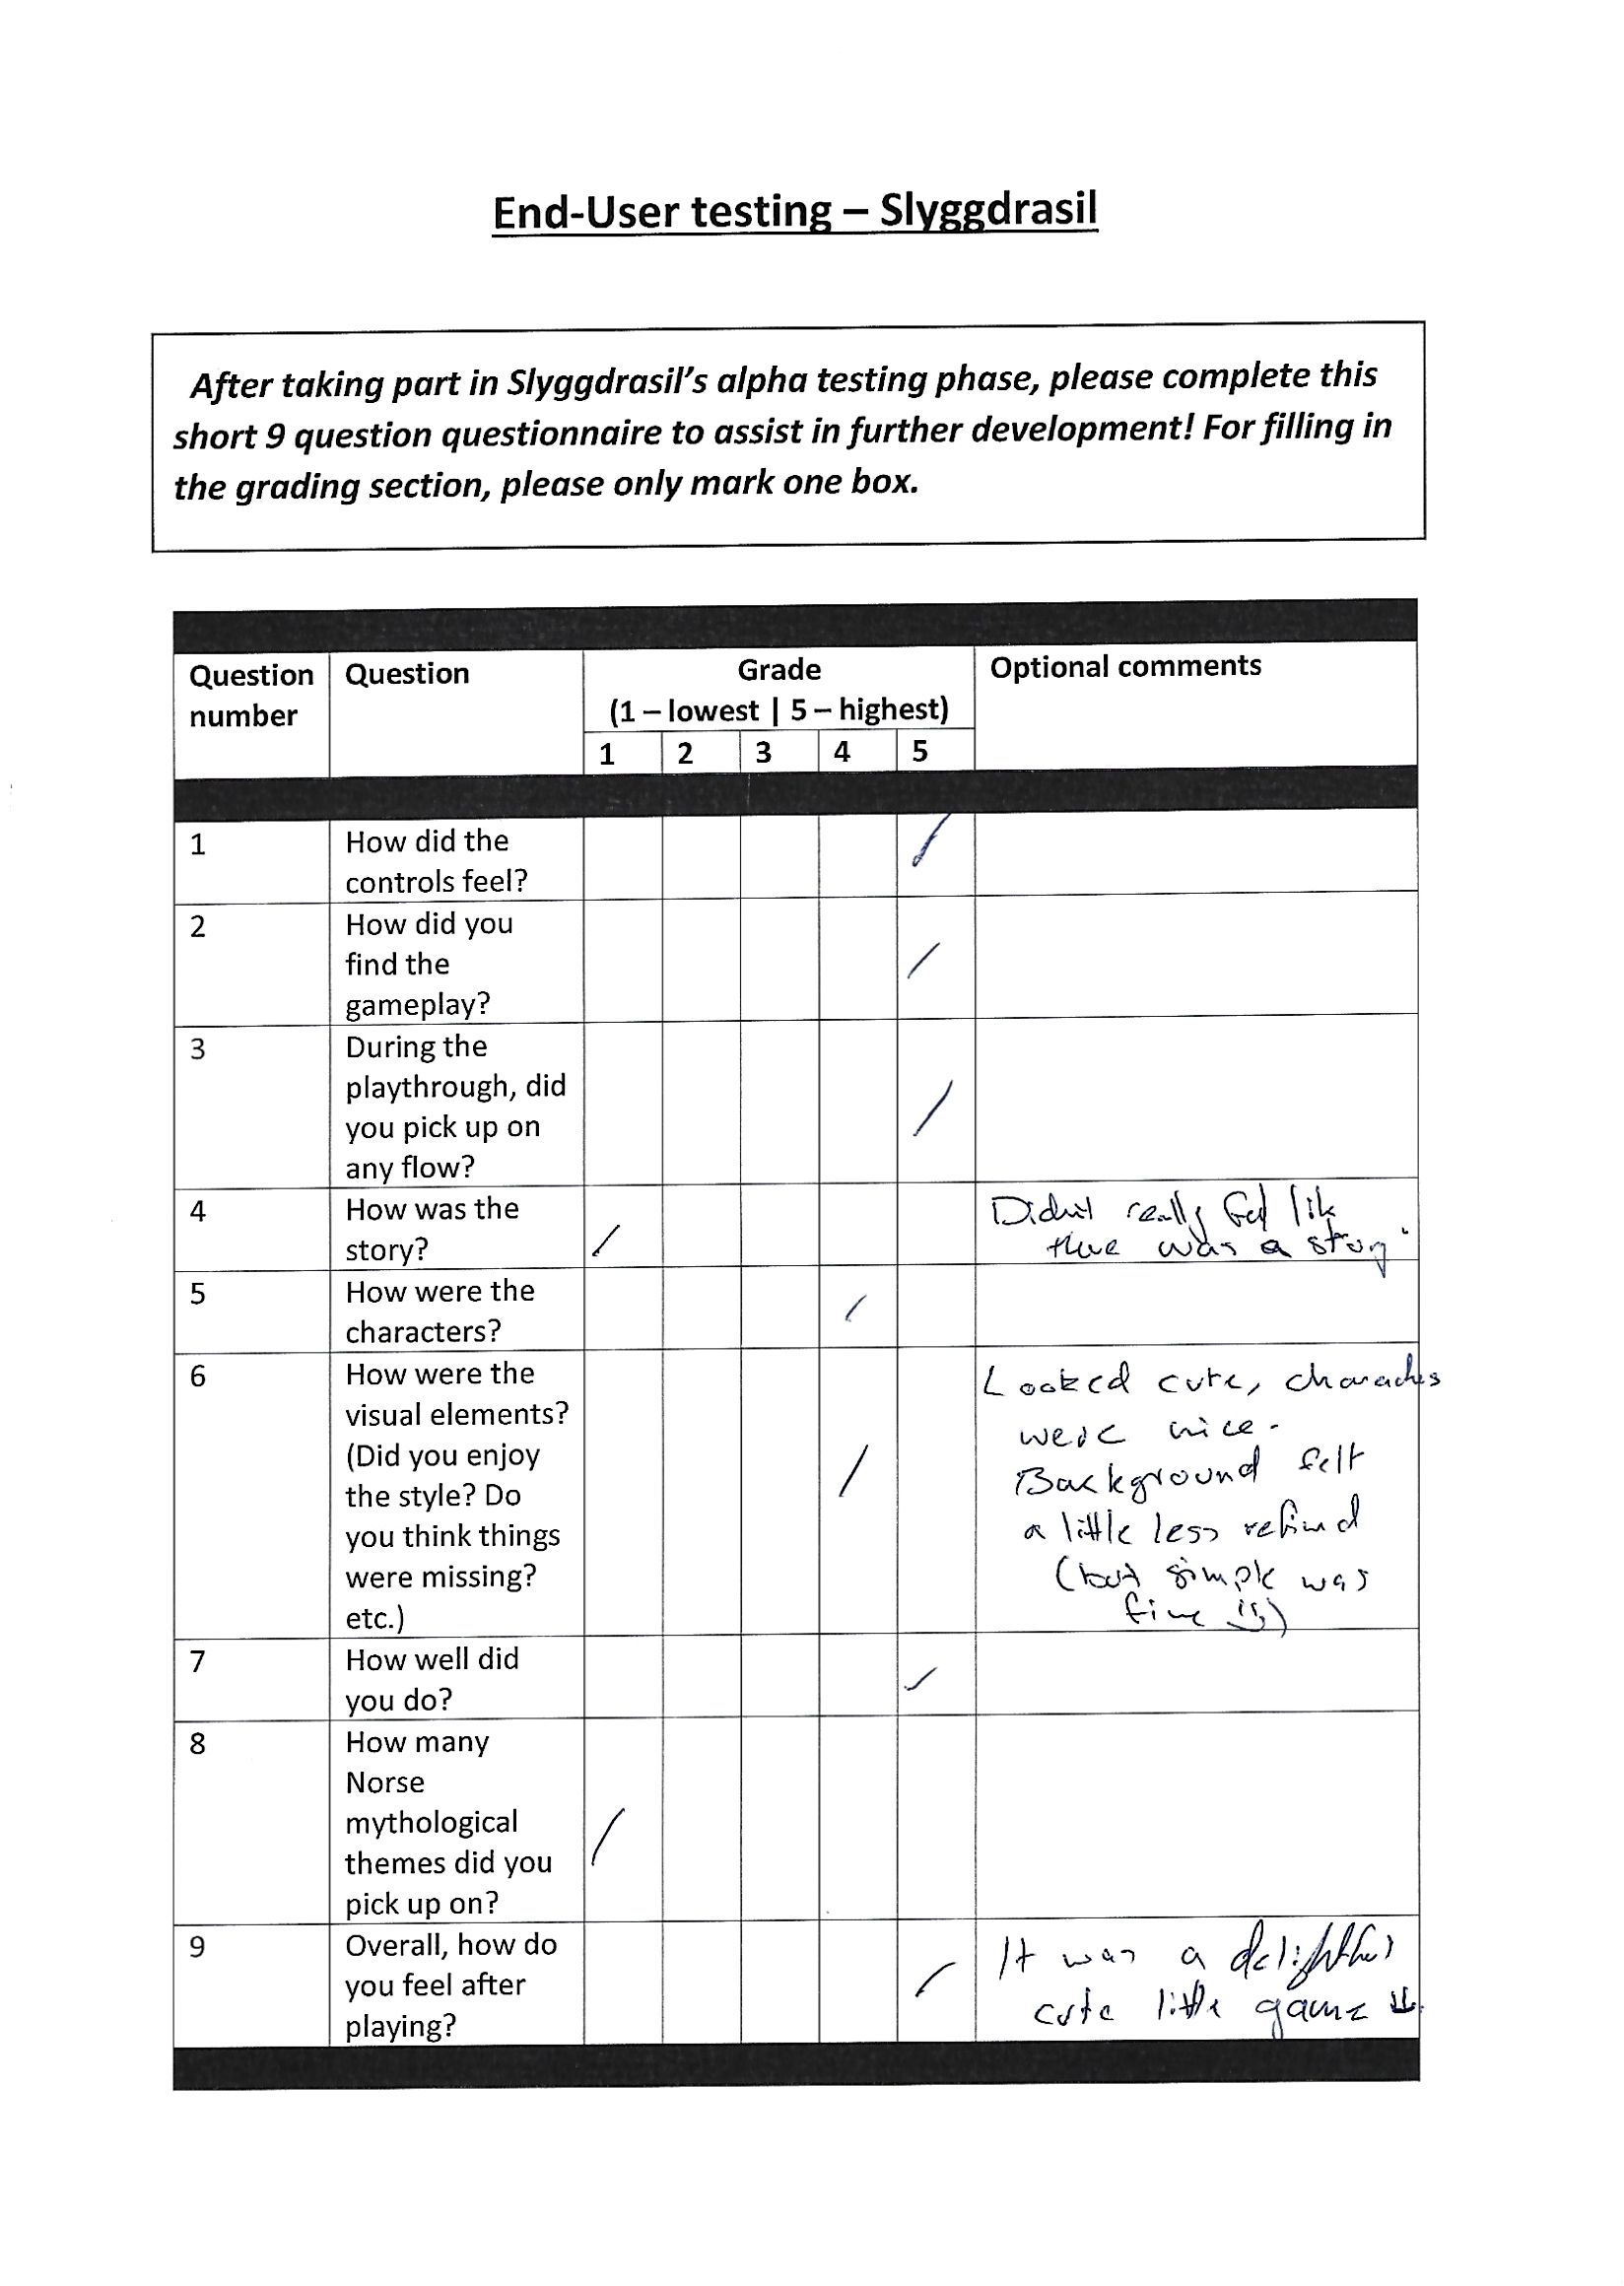 End-User testing – Slyggdrasil
After taking part in Slyggdrasil's alpha testing phase, please complete this
short 9 question questionnaire to assist in further development! For filling in
the grading section, please only mark one box.
Question number
Question
Grade
(1 – lowest | 5 – highest)
1 2 3 4 5
Optional comments
1
How did the
controls feel?
2
How did you
find the
gameplay?
3
During the
playthrough, did
you pick up on
any flow?
4
How was the
story?
Didn't really feel like
there was a story
5
How were the
characters?
6
How were the
visual elements?
(Did you enjoy
the style? Do
you think things
were missing?
etc.)
Looked cute, characters
were nice.
Background felt
a little less refined
(but simple was
fine :))
7
How well did
you do?
8
How many
Norse
mythological
themes did you
pick up on?
9
Overall, how do
you feel after
playing?
It was a delightful
cute little game